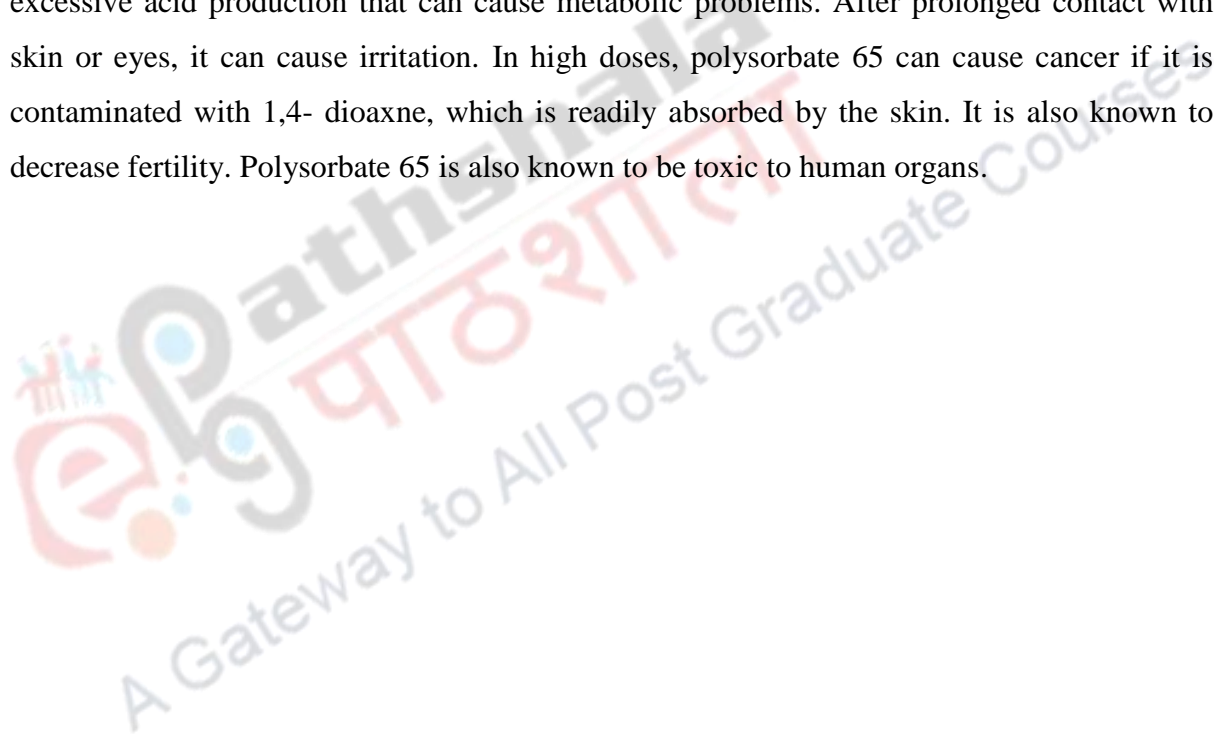 excessive acid production that can cause metabolic problems. After prolonged contact with
skin or eyes, it can cause irritation. In high doses, polysorbate 65 can cause cancer if it is
contaminated with 1,4- dioaxne, which is readily absorbed by the skin. It is also known to
decrease fertility. Polysorbate 65 is also known to be toxic to human organs.
Pathshala
पाठशाला
A Gateway to All Post Graduate Courses